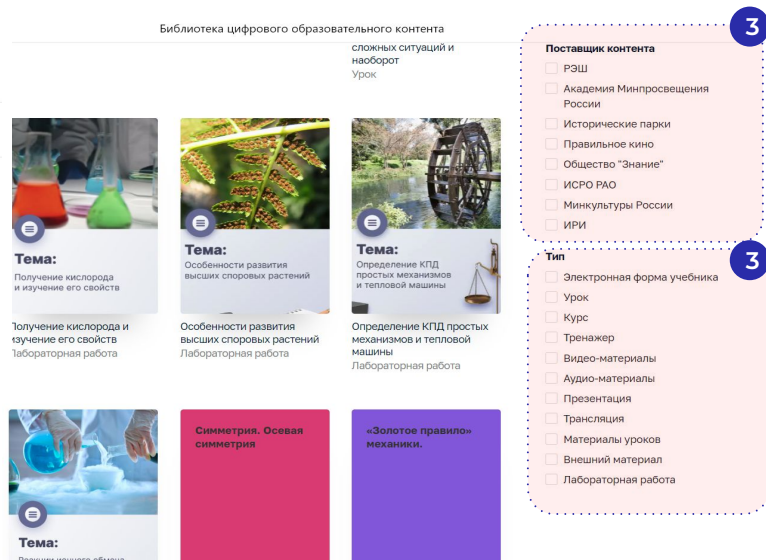 Библиотека цифрового образовательного контента
сложных ситуаций и
наоборот
Урок
Тема:
Получение кислорода
и изучение его свойств
Получение кислорода и
изучение его свойств
Лабораторная работа
Тема:
Особенности развития
высших споровых растений
Особенности развития
высших споровых растений
Лабораторная работа
Тема:
Определение КПД
простых механизмов
и тепловой машины
Определение КПД простых
механизмов и тепловой
машины
Лабораторная работа
Тема:
Реакции ионного обмена
Симметрия. Осевая
симметрия
«Золотое правило»
механики.
3
Поставщик контента
РЭШ
Академия Минпросвещения
России
Исторические парки
Правильное кино
Общество "Знание"
ИСРО РАО
Минкультуры России
ИРИ
3
Тип
Электронная форма учебника
Урок
Курс
Тренажер
Видео-материалы
Аудио-материалы
Презентация
Трансляция
Материалы уроков
Внешний материал
Лабораторная работа